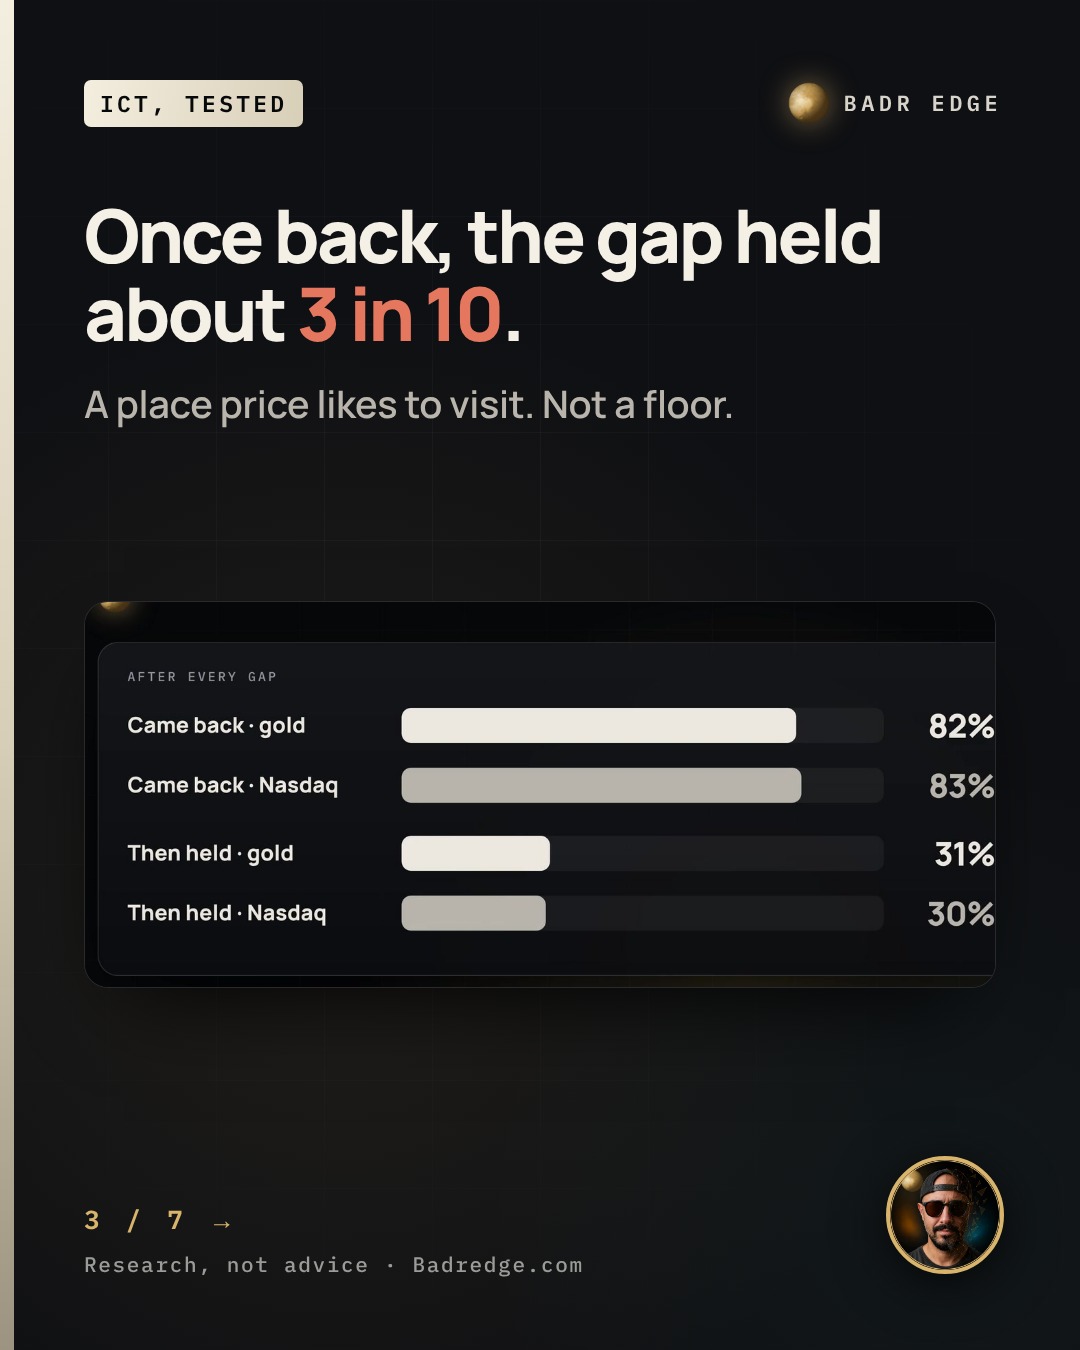 ICT, TESTED
BADR EDGE
Once back, the gap held
about 3 in 10.
A place price likes to visit. Not a floor.
AFTER EVERY GAP
Came back · gold 82%
Came back · Nasdaq 83%
Then held · gold 31%
Then held · Nasdaq 30%
3 / 7 →
Research, not advice · Badredge.com